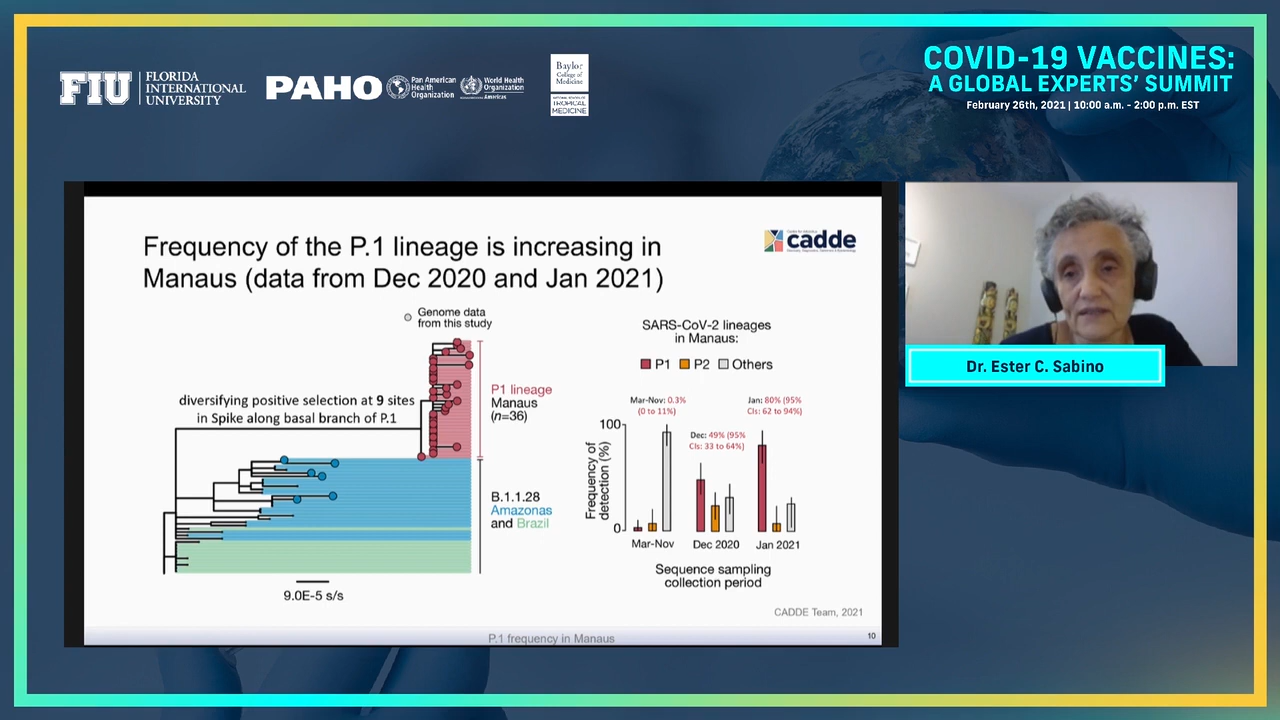 FIU
FLORIDA
INTERNATIONAL
UNIVERSITY
PAHO
Pan American
Health
Organization
World Health
Organization
Americas
Baylor
College of
Medicine
TROPICAL
MEDICINE
COVID-19 VACCINES:
A GLOBAL EXPERTS' SUMMIT
February 26th, 2021 | 10:00 a.m. - 2:00 p.m. EST
Frequency of the P.1 lineage is increasing in
Manaus (data from Dec 2020 and Jan 2021)
cadde
Genome data
from this study
diversifying positive selection at 9 sites
in Spike along basal branch of P.1
P1 lineage
Manaus
(n=36)
B.1.1.28
Amazonas
and Brazil
9.0E-5 s/s
SARS-CoV-2 lineages
in Manaus:
P1 P2 Others
Mar-Nov: 0.3%
(0 to 11%)
Dec: 49% (95%
CIs: 33 to 64%)
Jan: 80% (95%
CIs: 62 to 94%)
Frequency of
detection (%)
100
0
Mar-Nov Dec 2020 Jan 2021
Sequence sampling
collection period
CADDE Team, 2021
P.1 frequency in Manaus
10
Dr. Ester C. Sabino